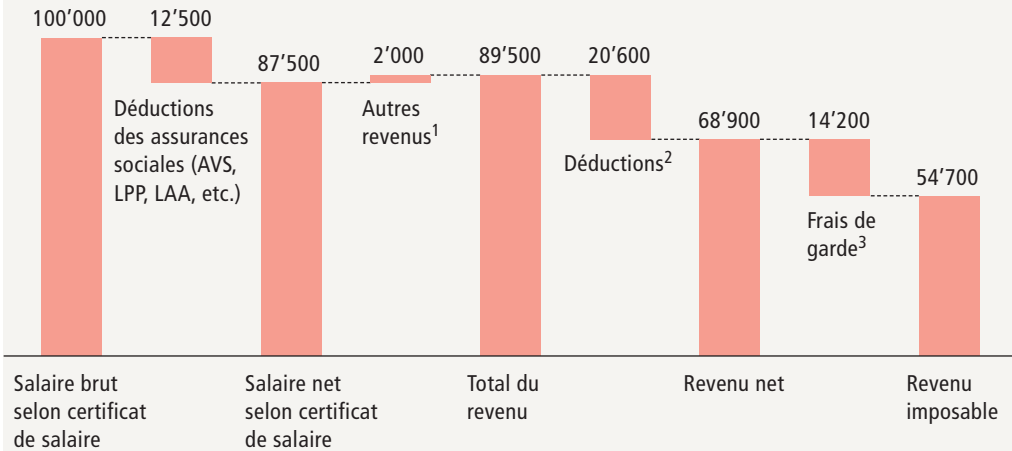 100’000
12’500
87’500
2’000
89’500
20’600
68’900
14’200
54’700
Déductions
des assurances
sociales (AVS,
LPP, LAA, etc.)
Autres
revenus¹
Déductions²
Frais de
garde³
Salaire brut
selon certificat
de salaire
Salaire net
selon certificat
de salaire
Total du
revenu
Revenu net
Revenu
imposable